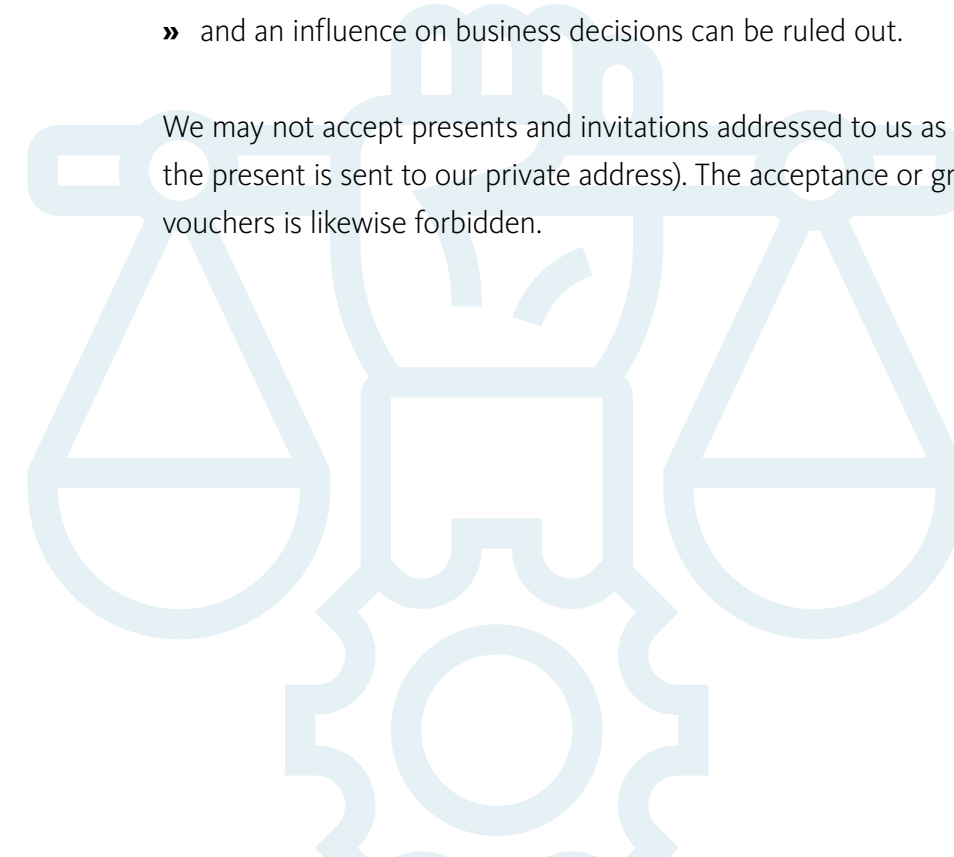 » and an influence on business decisions can be ruled out.
We may not accept presents and invitations addressed to us as
the present is sent to our private address). The acceptance or gr
vouchers is likewise forbidden.